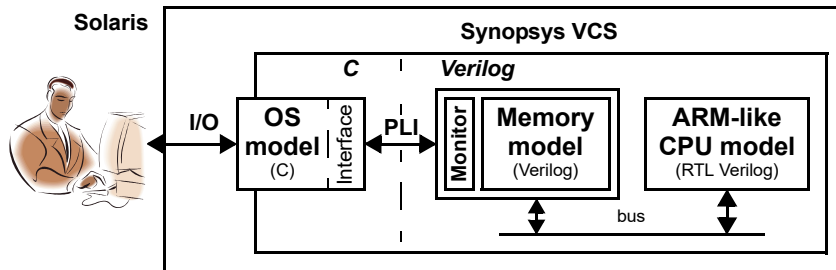 Solaris
Synopsys VCS
C
Verilog
I/O
OS
model
(C)
Interface
PLI
Monitor
Memory
model
(Verilog)
ARM-like
CPU model
(RTL Verilog)
bus